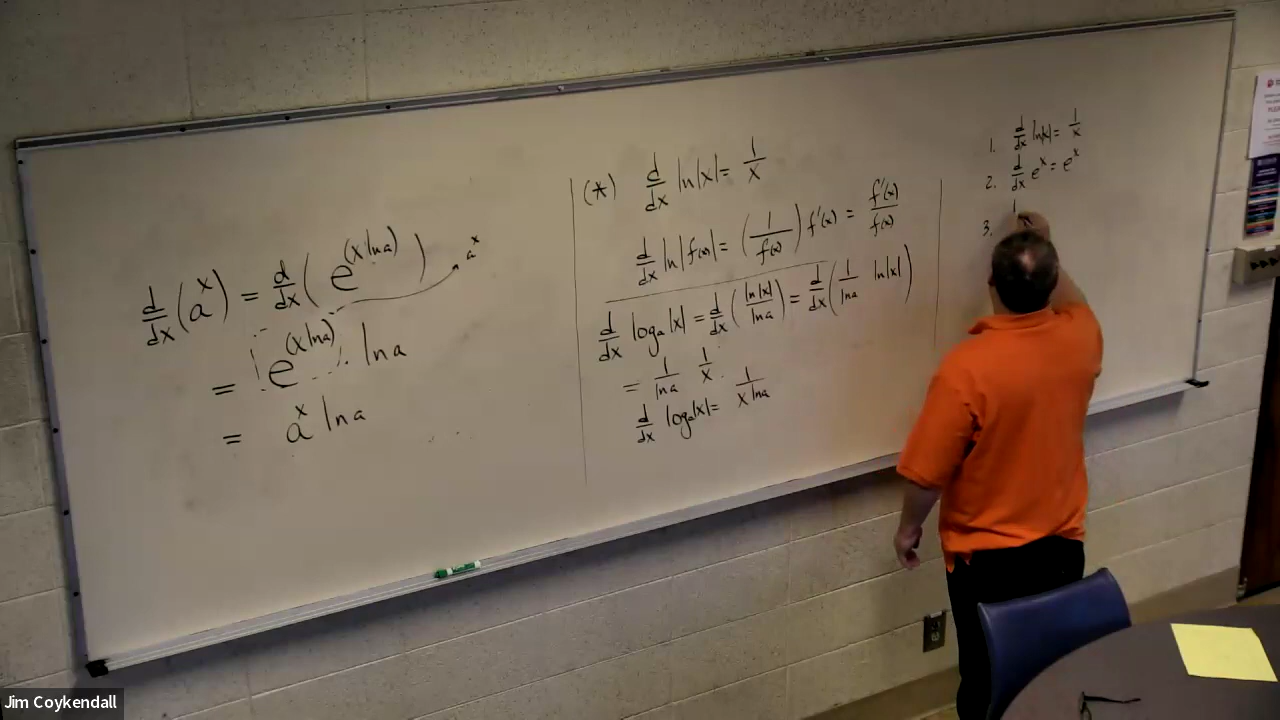 d/dx (a^x) = d/dx ( e^(x ln a) ) a^x
= e^(x ln a) · ln a
= a^x ln a
(*) d/dx ln|x| = 1/x
d/dx ln|f(x)| = (1/f(x)) f'(x) = f'(x)/f(x)
d/dx log_a|x| = d/dx (ln|x|/ln a) = d/dx (1/ln a ln|x|)
= 1/ln a 1/x
d/dx log_a|x| = 1/x ln a
1. d/dx ln|x| = 1/x
2. d/dx e^x = e^x
3.
Jim Coykendall